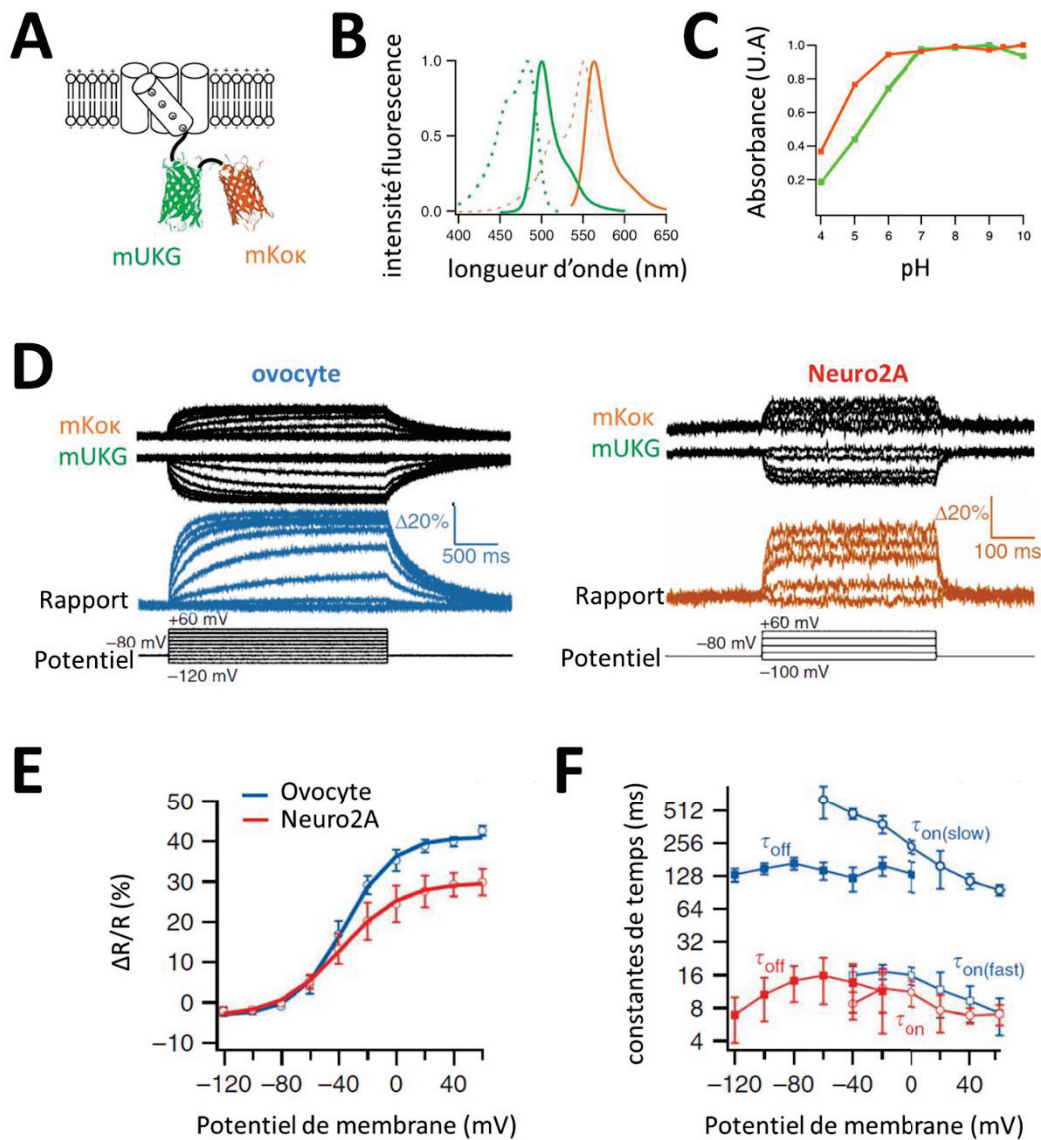 A
mUKG
mKoκ
B
intensité fluorescence
1.0
0.5
0.0
400
450
500
550
600
650
longueur d'onde (nm)
C
Absorbance (U.A)
1.0
0.8
0.6
0.4
0.2
4
5
6
7
8
9
10
pH
D
ovocyte
mKoκ
mUKG
Δ20%
500 ms
Rapport
+60 mV
−80 mV
Potentiel
−120 mV
Neuro2A
mKoκ
mUKG
Δ20%
100 ms
Rapport
+60 mV
−80 mV
Potentiel
−100 mV
E
Ovocyte
Neuro2A
ΔR/R (%)
50
40
30
20
10
0
−10
−120
−80
−40
0
40
Potentiel de membrane (mV)
F
constantes de temps (ms)
512
256
128
64
32
16
8
4
τon(slow)
τoff
τoff
τon(fast)
τon
−120
−80
−40
0
40
Potentiel de membrane (mV)